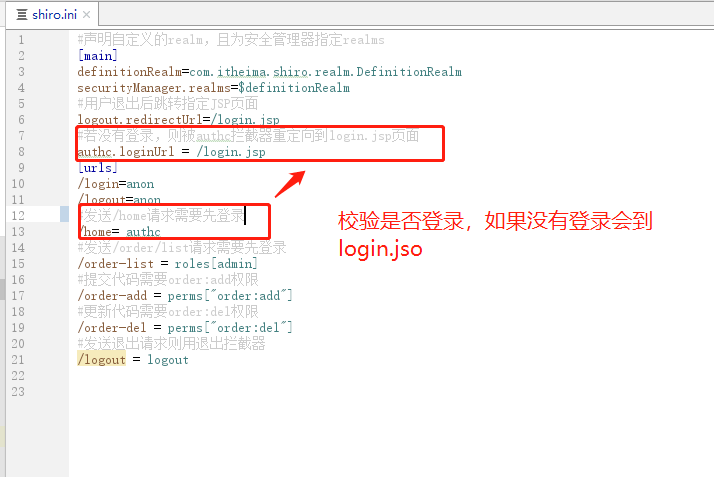 shiro.ini
1 #声明自定义的realm，且为安全管理器指定realms
2 [main]
3 definitionRealm=com.itheima.shiro.realm.DefinitionRealm
4 securityManager.realms=$definitionRealm
5 #用户退出后跳转指定JSP页面
6 logout.redirectUrl=/login.jsp
7 #若没有登录，则被authc拦截器重定向到login.jsp页面
8 authc.loginUrl = /login.jsp
9 [urls]
10 /login=anon
11 /logout=anon
12 #发送/home请求需要先登录
13 /home= authc
14 #发送/order/list请求需要先登录
15 /order-list = roles[admin]
16 #提交代码需要order:add权限
17 /order-add = perms["order:add"]
18 #更新代码需要order:del权限
19 /order-del = perms["order:del"]
20 #发送退出请求则用退出拦截器
21 /logout = logout
22
23
校验是否登录，如果没有登录会到
login.jso